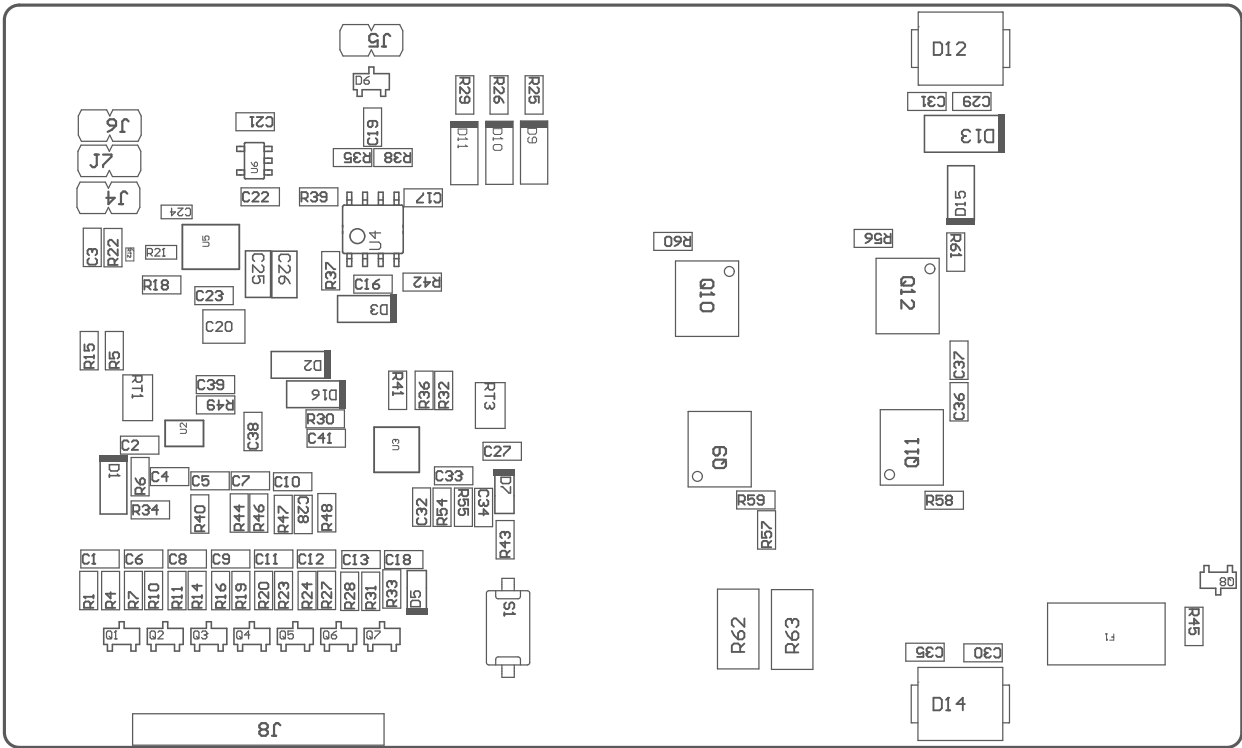 J5
D12
D6
R29 R26 R25
C31 C29
J6 C21 C19 D11 D10 D9 D13
J7 U6 R35 R38
J4 C22 R39 C17 D15
C24
U5 U4 R60 R56
C3 R22 R21 C25 C26 R37 R61
R18 C23 C16 R42 Q10 Q12
D3
C20
R15 R5 D2 C37
RT1 C39 D16 R41 R36 R32 RT3 C36
R49 R30
U2 C38 C41 U3
C2 C27 Q9 Q11
D1 R6 C4 C5 C7 C10 C33 D7
R34 R40 R44 R46 R47 C28 R48 C32 R54 R55 C34 R59 R58
R43 R57
C1 C6 C8 C9 C11 C12 C13 C18
R1 R4 R7 R10 R11 R14 R16 R19 R20 R23 R24 R27 R28 R31 R33 D5 S1 Q8
Q1 Q2 Q3 Q4 Q5 Q6 Q7 R62 R63 F1 R45
C35 C30
D14
J8